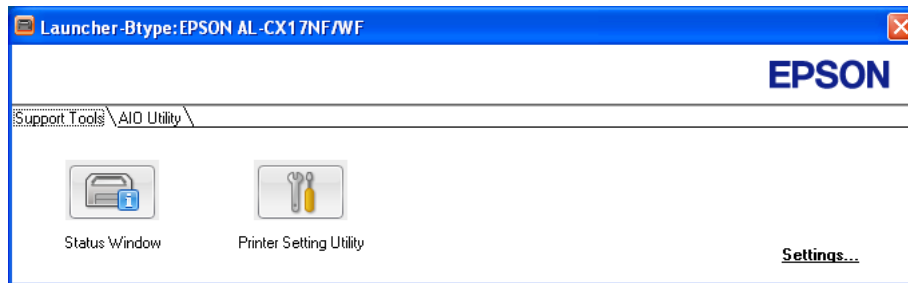 Launcher-Btype:EPSON AL-CX17NF/WF
EPSON
Support Tools AIO Utility
Status Window Printer Setting Utility
Settings...